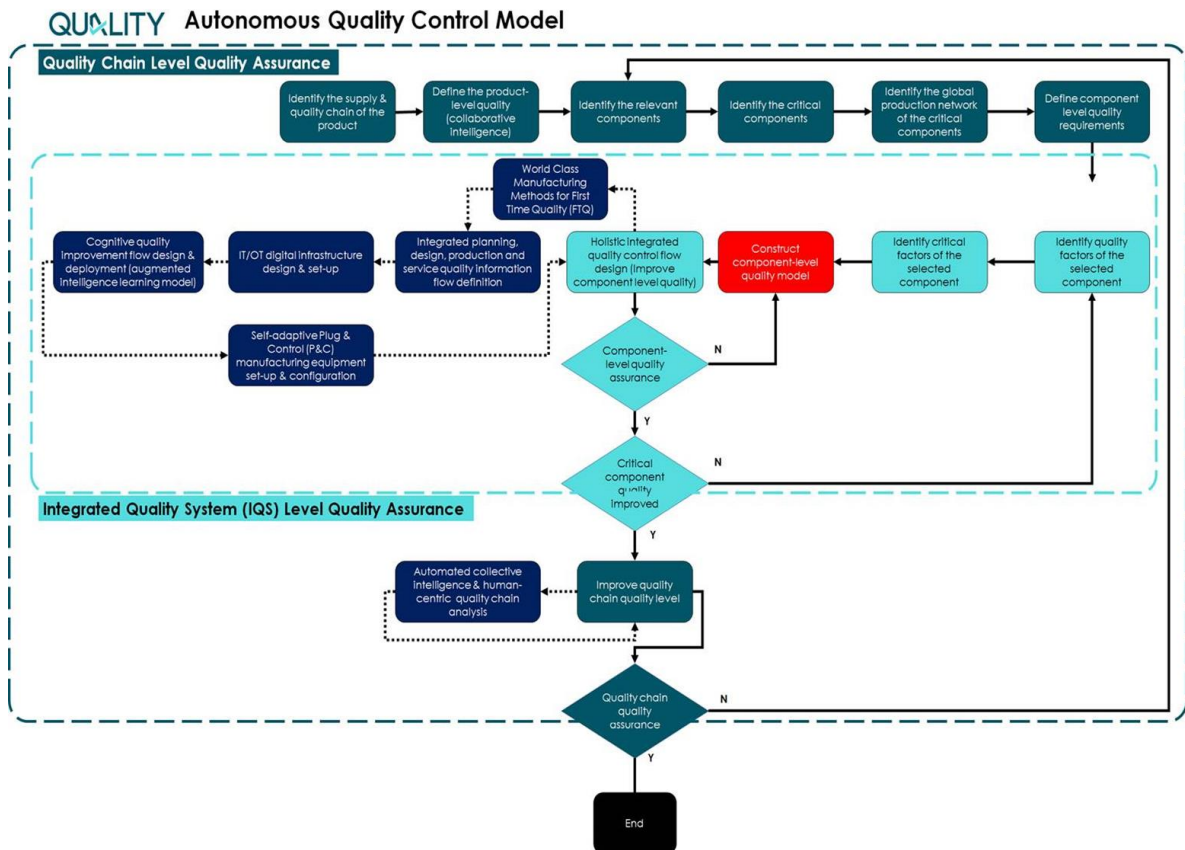 QUALITY Autonomous Quality Control Model
Quality Chain Level Quality Assurance
Identify the supply &
quality chain of the
product
Define the product-
level quality
(collaborative
intelligence)
Identify the relevant
components
Identify the critical
components
Identify the global
production network
of the critical
components
Define component
level quality
requirements
World Class
Manufacturing
Methods for First
Time Quality (FTQ)
Cognitive quality
improvement flow design &
deployment (augmented
intelligence learning model)
IT/OT digital infrastructure
design & set-up
Integrated planning,
design, production and
service quality information
flow definition
Holistic integrated
quality control flow
design (improve
component level quality)
Construct
component-level
quality model
Identify critical
factors of the
selected
component
Identify quality
factors of the
selected
component
Self-adaptive Plug &
Control (P&C)
manufacturing equipment
set-up & configuration
Component-
level quality
assurance
N
Y
Critical
component
quality
improved
N
Integrated Quality System (IQS) Level Quality Assurance
Y
Automated collective
intelligence & human-
centric quality chain
analysis
Improve quality
chain quality level
Quality chain
quality
assurance
N
Y
End